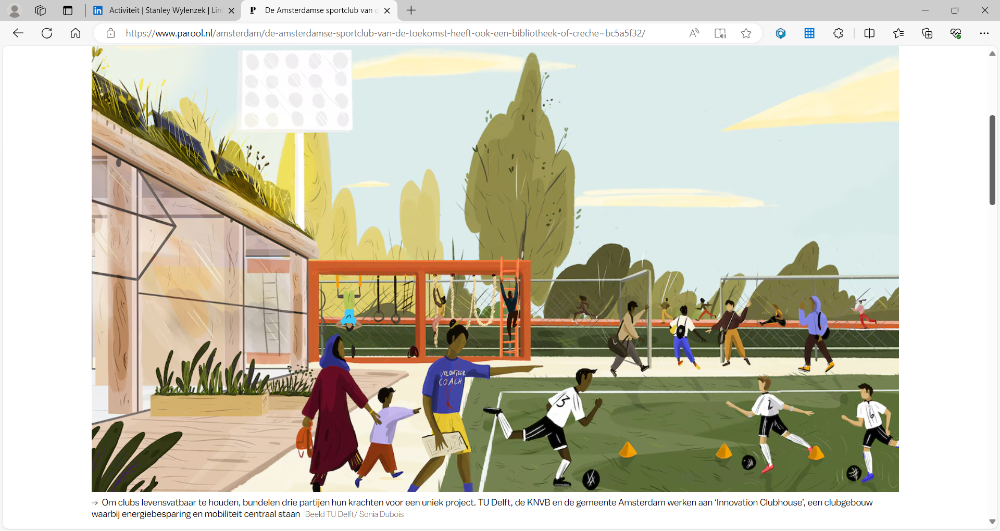 Activiteit | Stanley Wylenzek | Lin
De Amsterdamse sportclub van d
https://www.parool.nl/amsterdam/de-amsterdamse-sportclub-van-de-toekomst-heeft-ook-een-bibliotheek-of-creche~bc5a5f32/
VOLONTEER
COACH
13
2
6
→ Om clubs levensvatbaar te houden, bundelen drie partijen hun krachten voor een uniek project. TU Delft, de KNVB en de gemeente Amsterdam werken aan ‘Innovation Clubhouse’, een clubgebouw
waarbij energiebesparing en mobiliteit centraal staan Beeld TU Delft/ Sonia Dubois